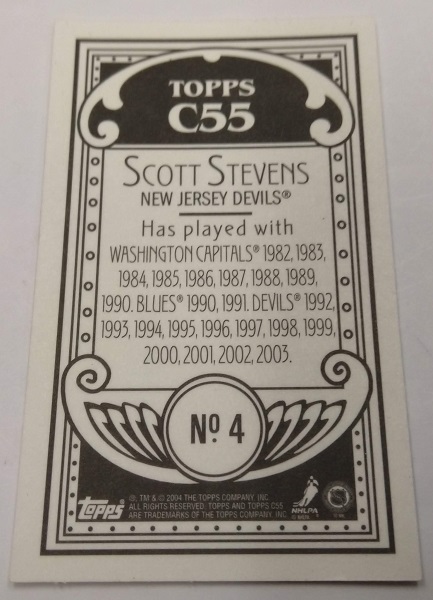 TOPPS
C55
SCOTT STEVENS
NEW JERSEY DEVILS®
Has played with
WASHINGTON CAPITALS® 1982, 1983,
1984, 1985, 1986, 1987, 1988, 1989,
1990. BLUES® 1990, 1991. DEVILS® 1992,
1993, 1994, 1995, 1996, 1997, 1998, 1999,
2000, 2001, 2002, 2003.
Nº 4
®, TM & © 2004 THE TOPPS COMPANY, INC.
ALL RIGHTS RESERVED. TOPPS AND TOPPS C55
ARE TRADEMARKS OF THE TOPPS COMPANY, INC.
Topps
NHLPA